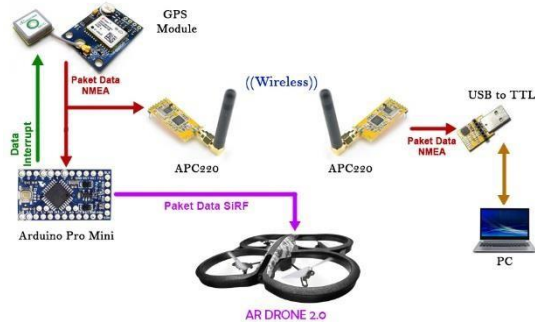 GPS
Module
Paket Data
NMEA
((Wireless))
USB to TTL
Data
Interrupt
APC220
APC220
Paket Data
NMEA
Paket Data SiRF
Arduino Pro Mini
PC
AR DRONE 2.0